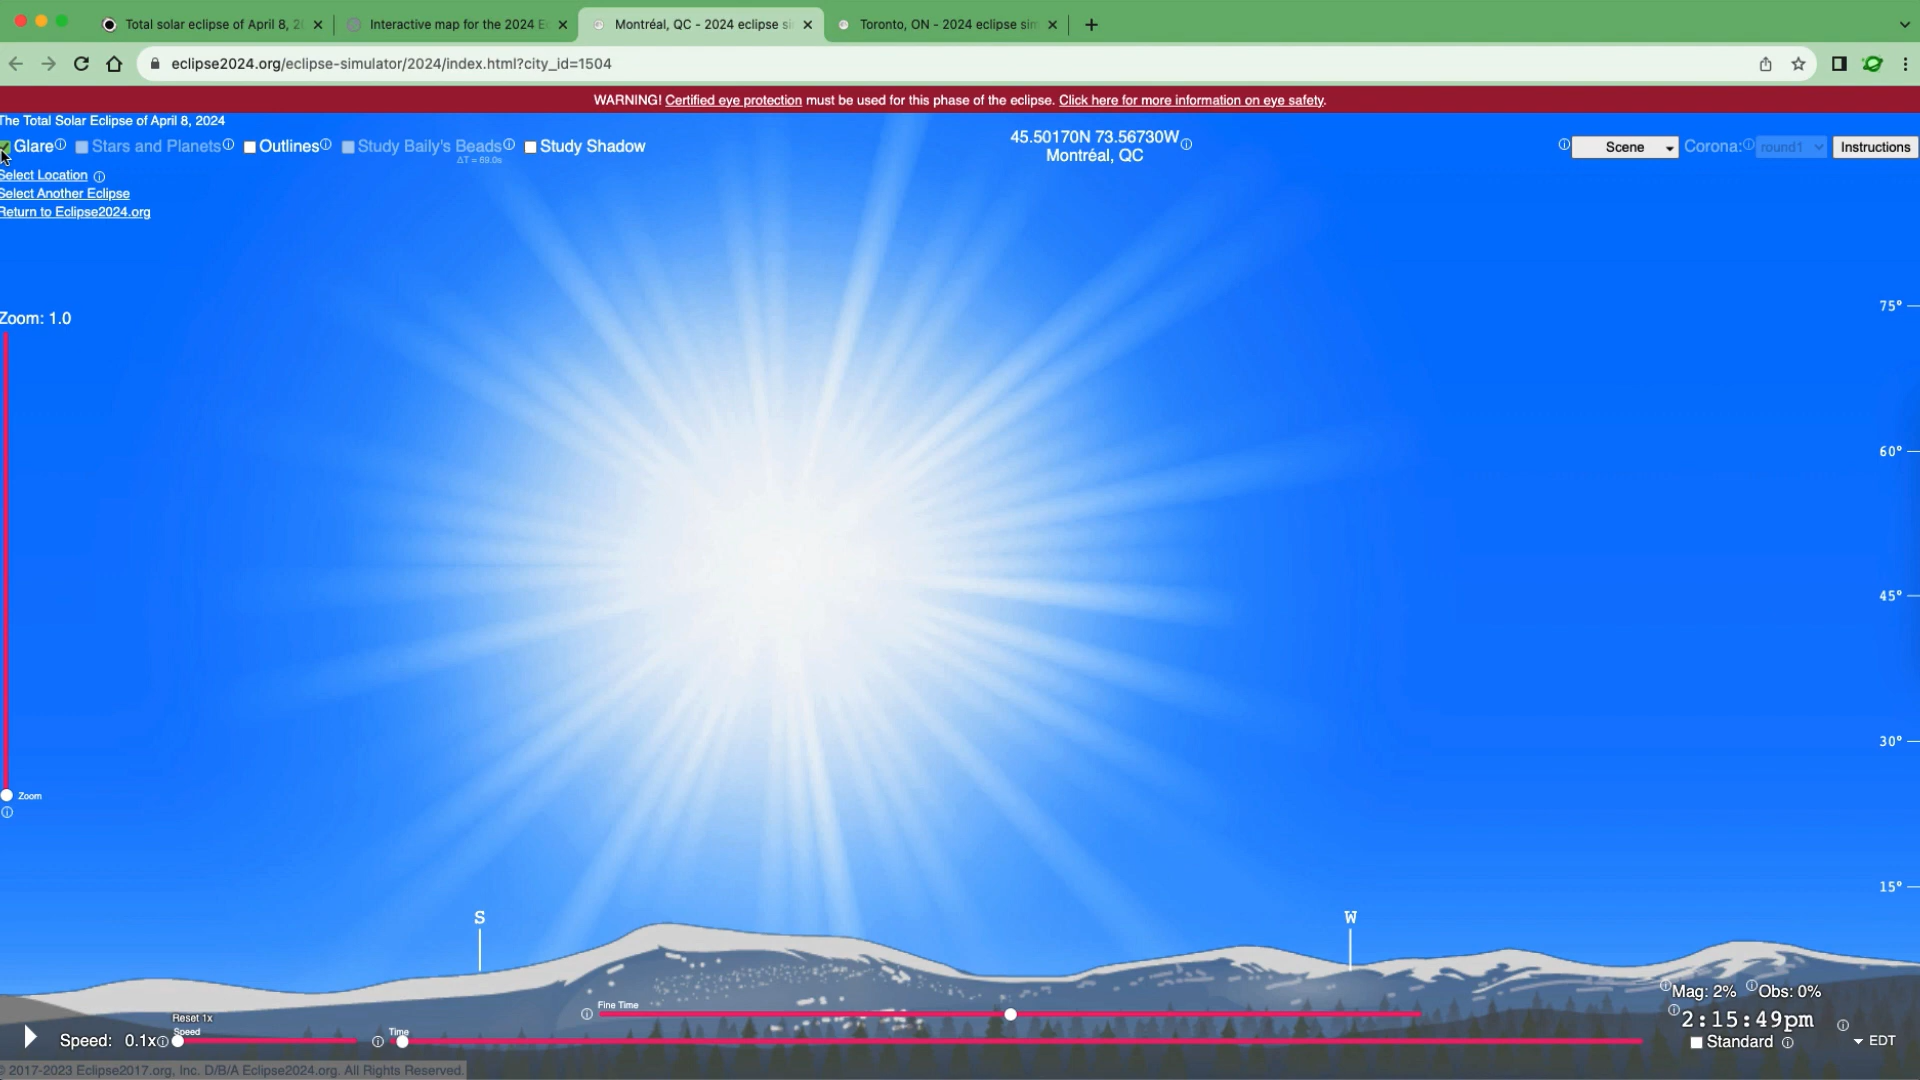 Total solar eclipse of April 8, 2
Interactive map for the 2024 E
Montréal, QC - 2024 eclipse si
Toronto, ON - 2024 eclipse sim
eclipse2024.org/eclipse-simulator/2024/index.html?city_id=1504
WARNING! Certified eye protection must be used for this phase of the eclipse. Click here for more information on eye safety.
The Total Solar Eclipse of April 8, 2024
Glare Stars and Planets Outlines Study Baily's Beads Study Shadow
ΔT = 69.0s
45.50170N 73.56730W
Montréal, QC
Scene Corona: round1 Instructions
Select Location
Select Another Eclipse
Return to Eclipse2024.org
Zoom: 1.0
75°
60°
45°
30°
Zoom
15°
S W
Mag: 2% Obs: 0%
Fine Time
Reset 1x
2:15:49pm
Speed Time
Speed: 0.1x
Standard EDT
© 2017-2023 Eclipse2017.org, Inc. D/B/A Eclipse2024.org. All Rights Reserved.